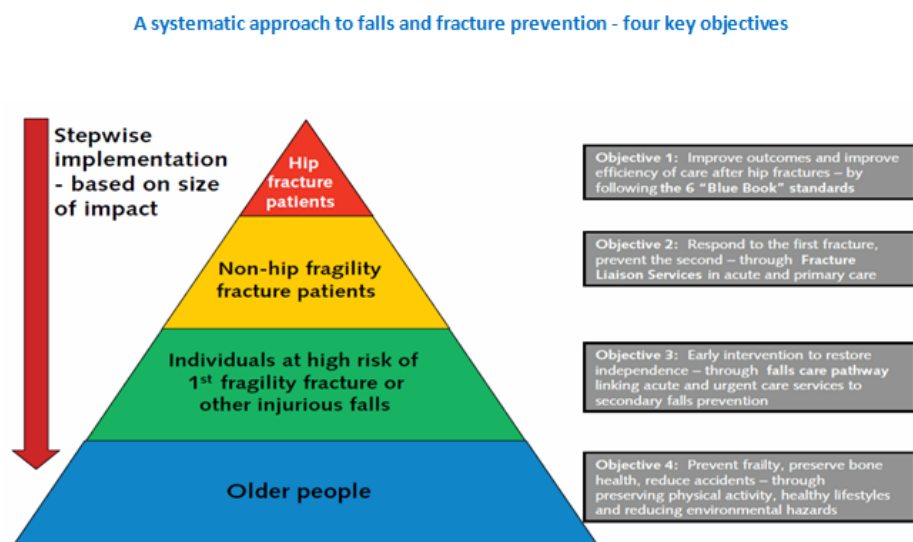 A systematic approach to falls and fracture prevention - four key objectives
Stepwise
implementation
- based on size
of impact
Hip
fracture
patients
Objective 1: Improve outcomes and improve
efficiency of care after hip fractures – by
following the 6 “Blue Book” standards
Non-hip fragility
fracture patients
Objective 2: Respond to the first fracture,
prevent the second – through Fracture
Liaison Services in acute and primary care
Individuals at high risk of
1st fragility fracture or
other injurious falls
Objective 3: Early intervention to restore
independence – through falls care pathway
linking acute and urgent care services to
secondary falls prevention
Older people
Objective 4: Prevent frailty, preserve bone
health, reduce accidents – through
preserving physical activity, healthy lifestyles
and reducing environmental hazards